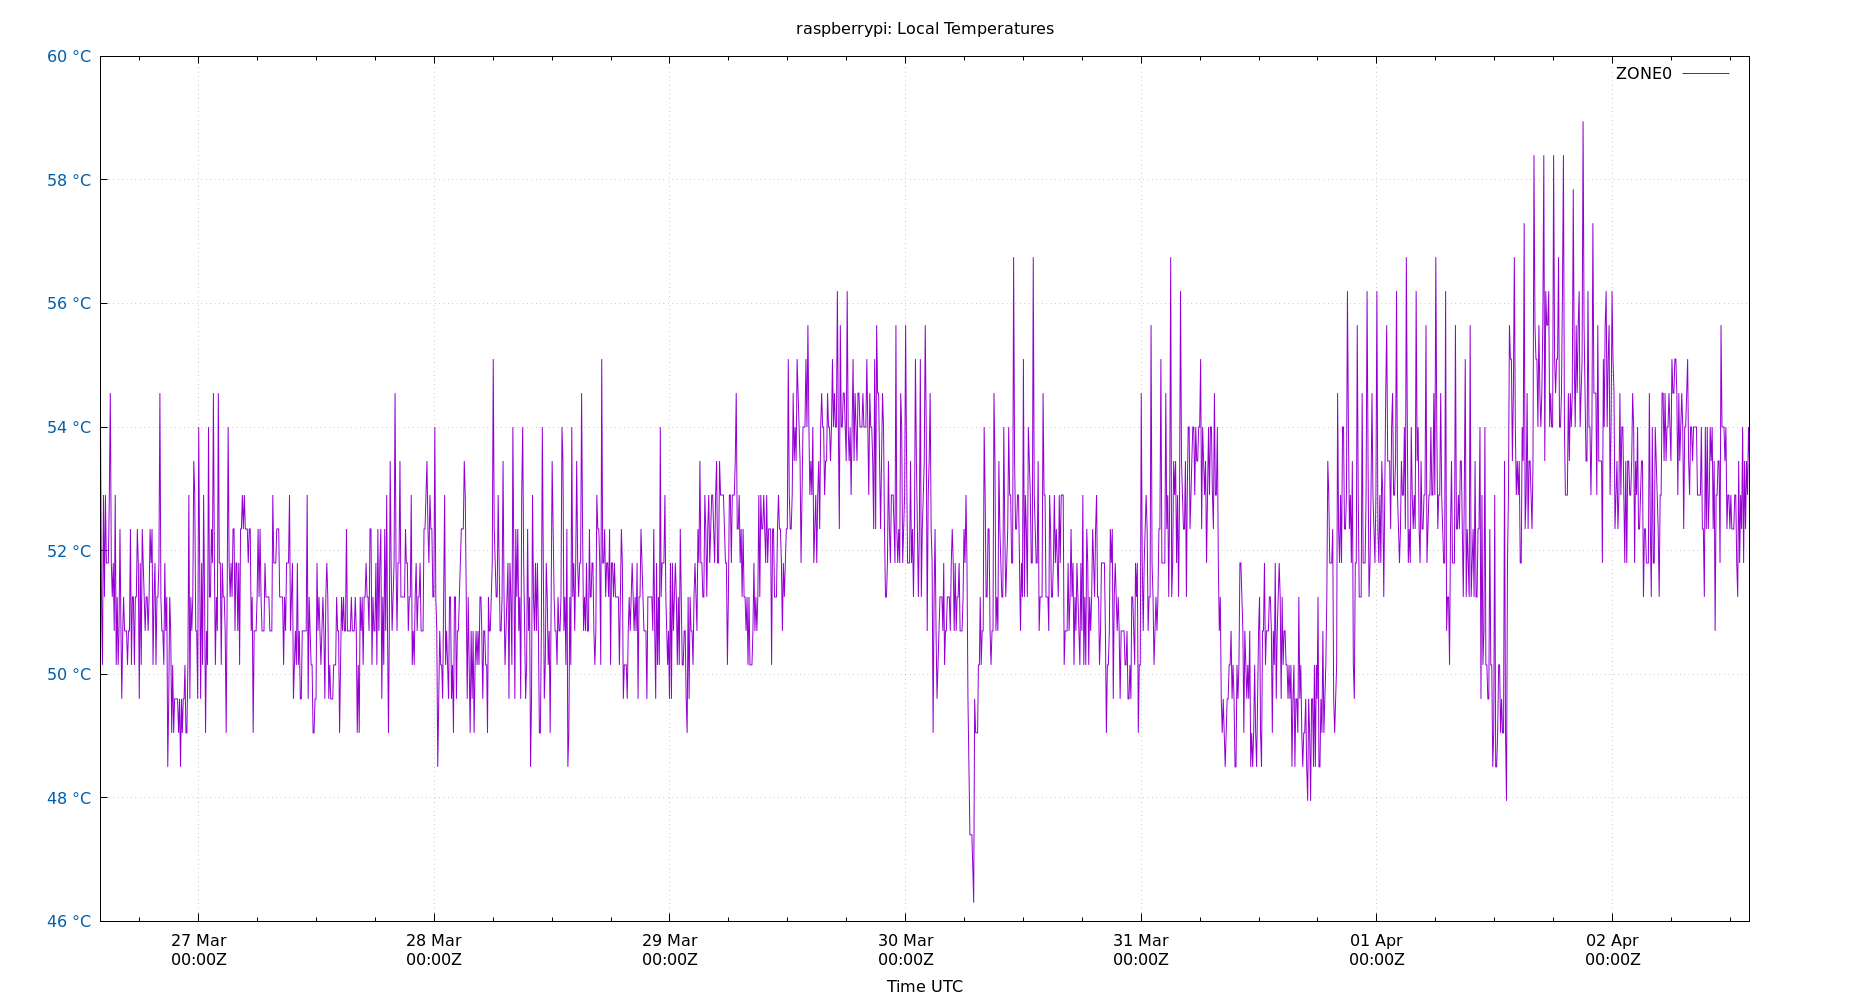 raspberrypi: Local Temperatures
60 °C
ZONE0
58 °C
56 °C
54 °C
52 °C
50 °C
48 °C
46 °C
27 Mar 28 Mar 29 Mar 30 Mar 31 Mar 01 Apr 02 Apr
00:00Z 00:00Z 00:00Z 00:00Z 00:00Z 00:00Z 00:00Z
Time UTC